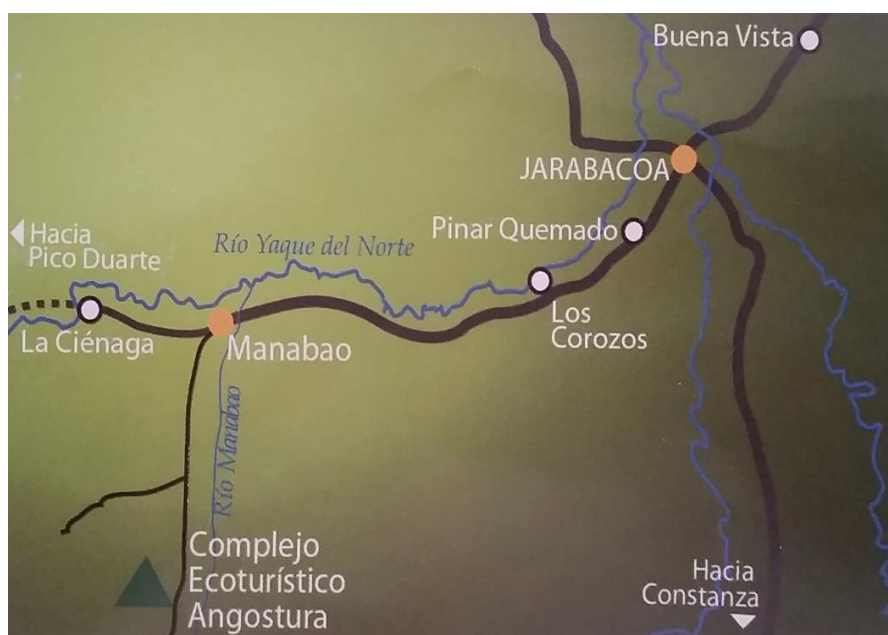 Buena Vista
JARABACOA
Pinar Quemado
Hacia
Pico Duarte
Río Yaque del Norte
Los
Corozos
La Ciénaga
Manabao
Río Manabao
Complejo
Ecoturístico
Angostura
Hacia
Constanza